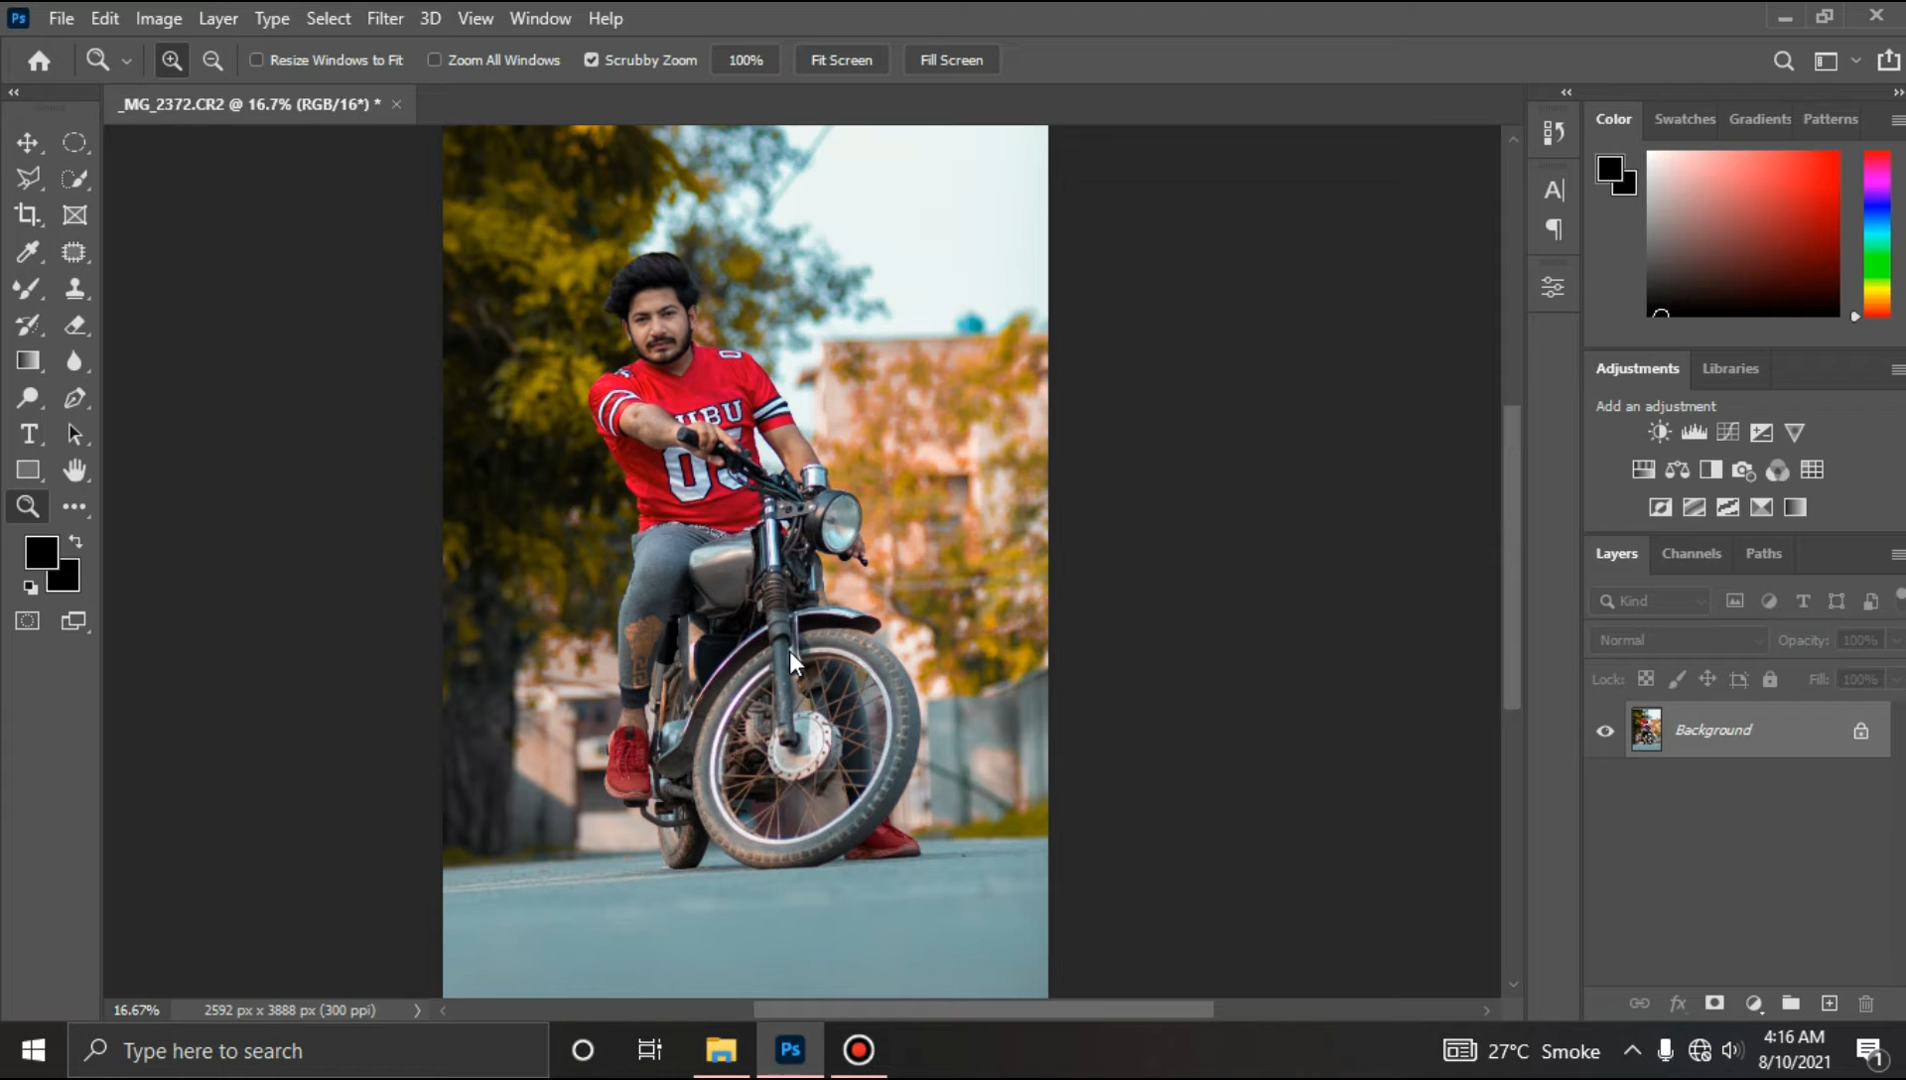 Ps File Edit Image Layer Type Select Filter 3D View Window Help
Resize Windows to Fit Zoom All Windows Scrubby Zoom 100% Fit Screen Fill Screen
_MG_2372.CR2 @ 16.7% (RGB/16*) * ×
Color Swatches Gradients Patterns
Adjustments Libraries
Add an adjustment
Layers Channels Paths
Kind
Normal Opacity: 100%
Lock: Fill: 100%
Background
03
16.67% 2592 px x 3888 px (300 ppi)
Type here to search
Ps
27°C Smoke
4:16 AM
8/10/2021
1